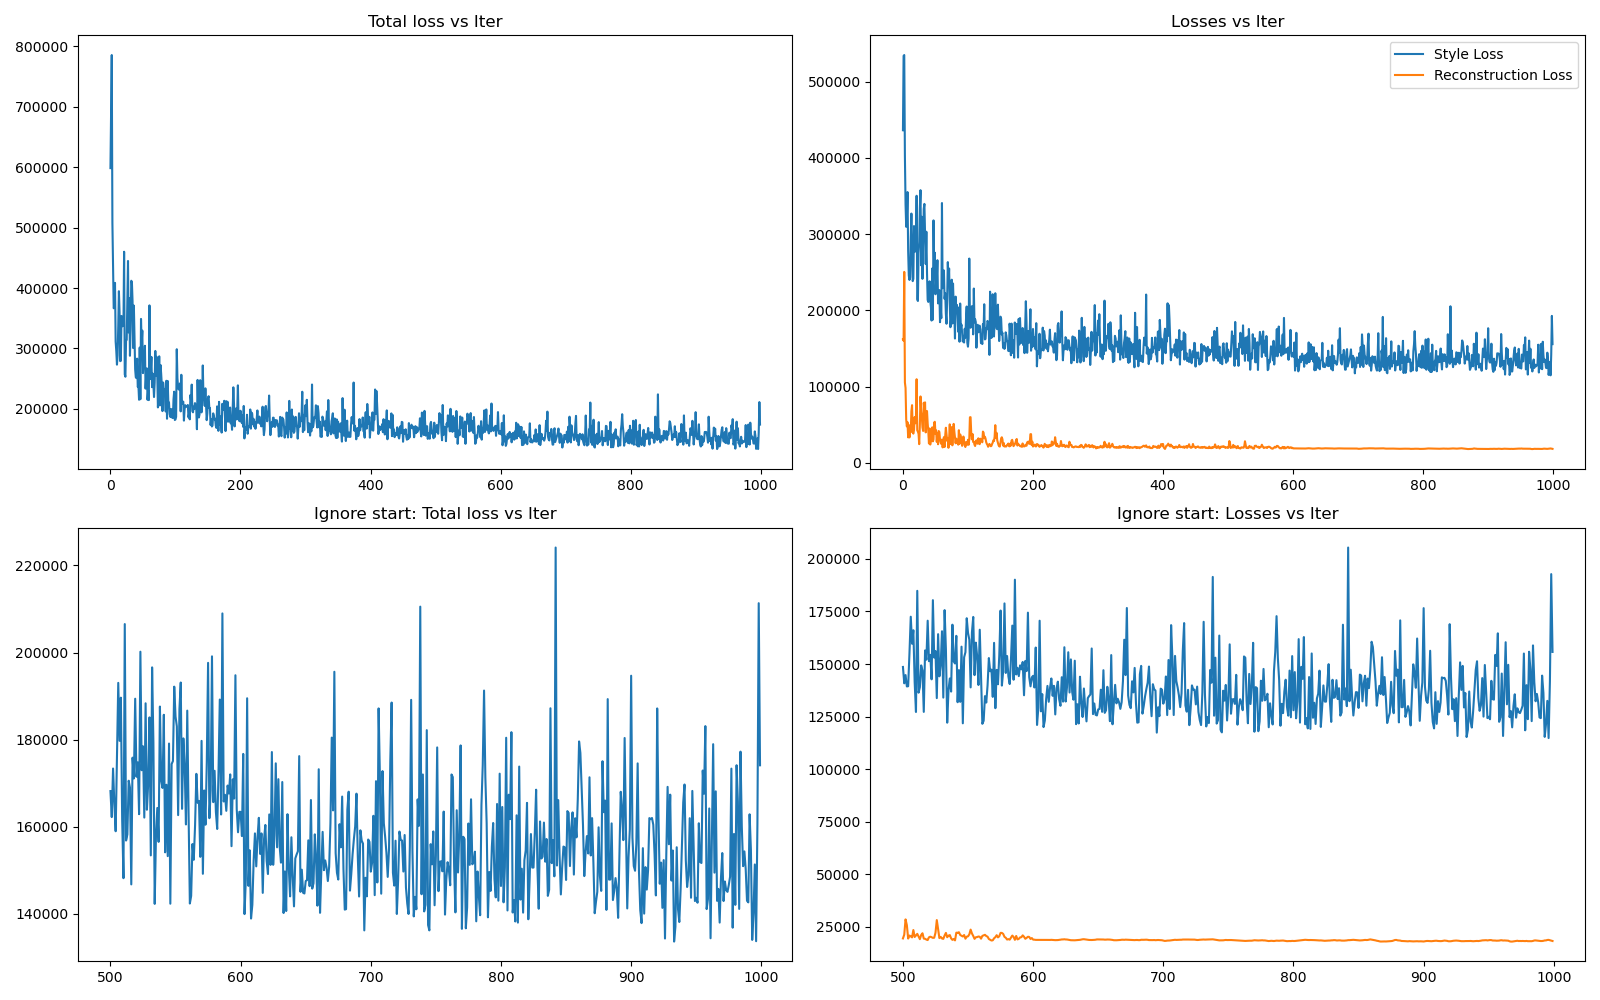 Total loss vs Iter
800000
700000
600000
500000
400000
300000
200000
0 200 400 600 800 1000
Losses vs Iter
Style Loss
Reconstruction Loss
500000
400000
300000
200000
100000
0
0 200 400 600 800 1000
Ignore start: Total loss vs Iter
220000
200000
180000
160000
140000
500 600 700 800 900 1000
Ignore start: Losses vs Iter
200000
175000
150000
125000
100000
75000
50000
25000
500 600 700 800 900 1000